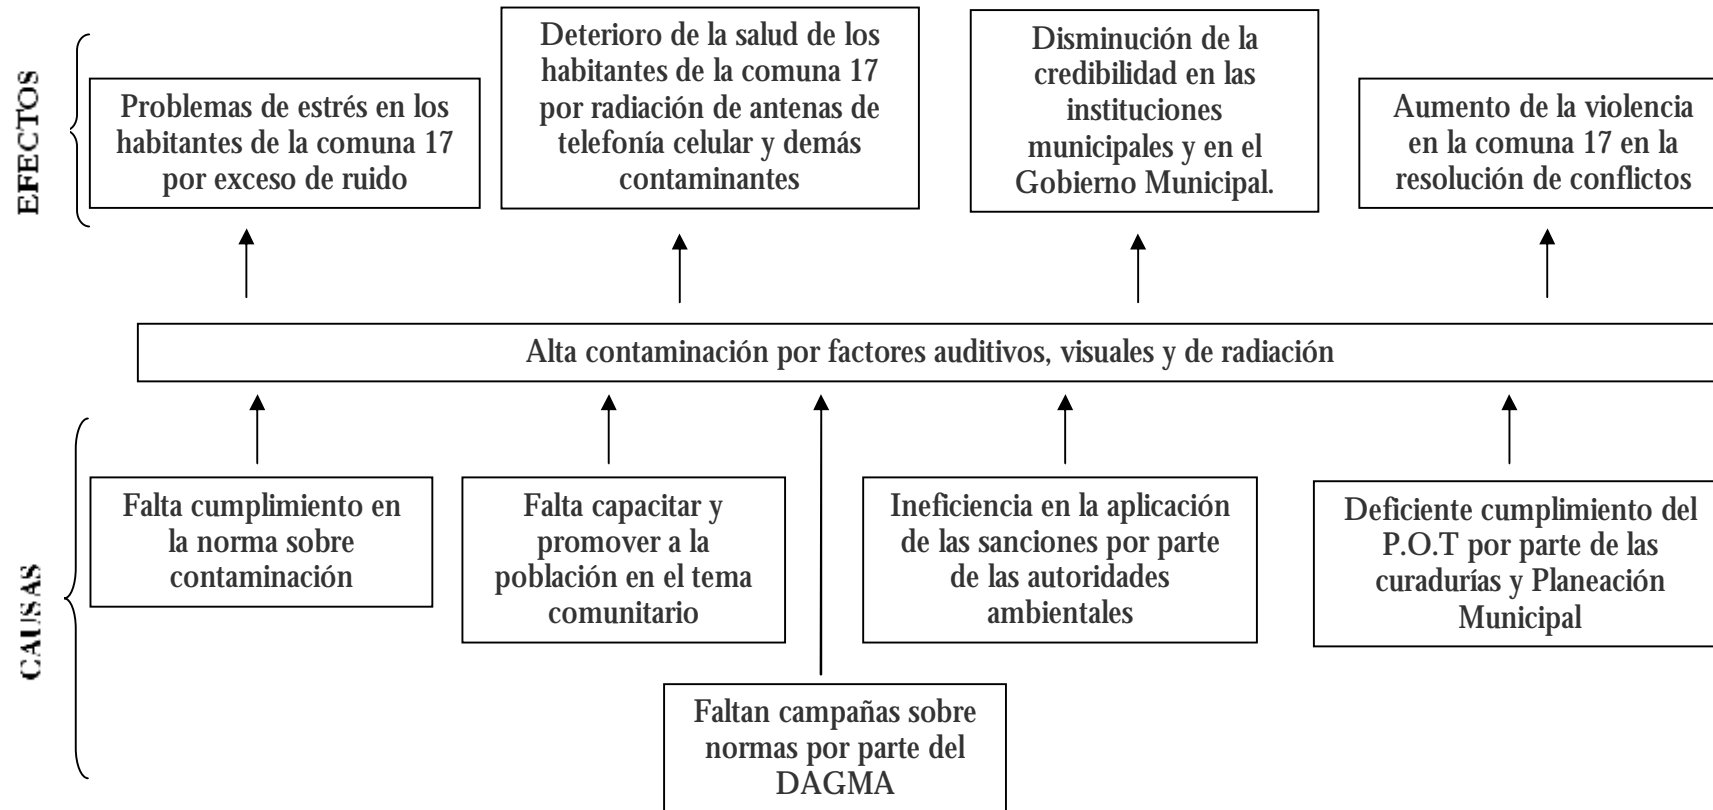 EFECTOS
Problemas de estrés en los
habitantes de la comuna 17
por exceso de ruido
Deterioro de la salud de los
habitantes de la comuna 17
por radiación de antenas de
telefonía celular y demás
contaminantes
Disminución de la
credibilidad en las
instituciones
municipales y en el
Gobierno Municipal.
Aumento de la violencia
en la comuna 17 en la
resolución de conflictos
Alta contaminación por factores auditivos, visuales y de radiación
CAUSAS
Falta cumplimiento en
la norma sobre
contaminación
Falta capacitar y
promover a la
población en el tema
comunitario
Ineficiencia en la aplicación
de las sanciones por parte
de las autoridades
ambientales
Deficiente cumplimiento del
P.O.T por parte de las
curadurías y Planeación
Municipal
Faltan campañas sobre
normas por parte del
DAGMA